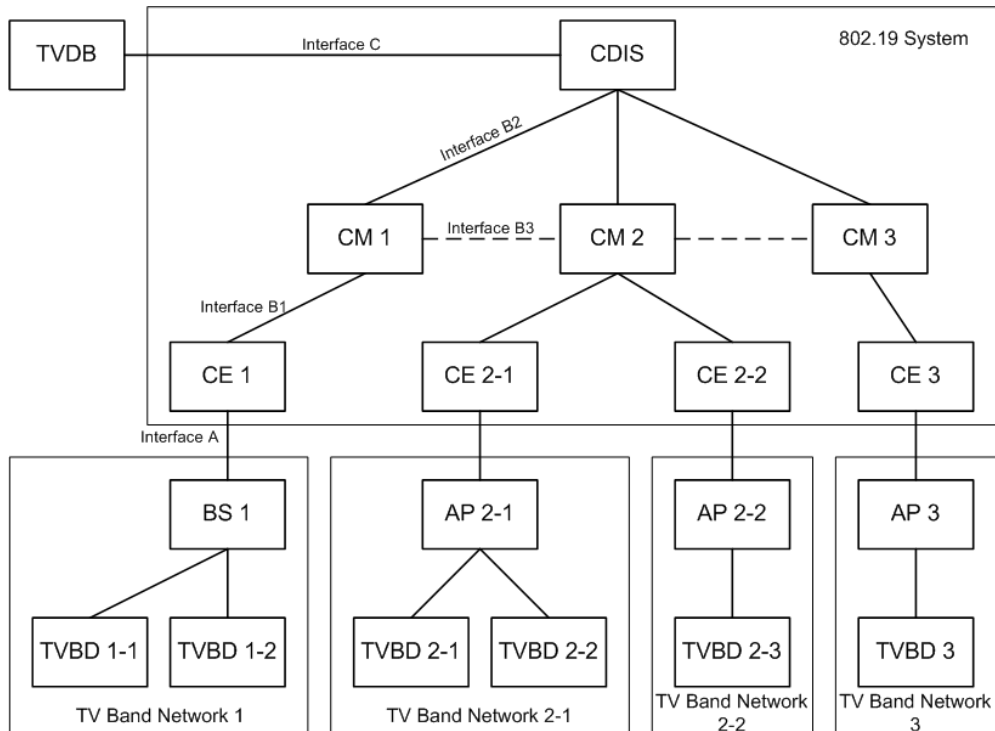 TVDB
Interface C
CDIS
802.19 System
Interface B2
CM 1
Interface B3
CM 2
CM 3
Interface B1
CE 1
CE 2-1
CE 2-2
CE 3
Interface A
BS 1
AP 2-1
AP 2-2
AP 3
TVBD 1-1
TVBD 1-2
TVBD 2-1
TVBD 2-2
TVBD 2-3
TVBD 3
TV Band Network 1
TV Band Network 2-1
TV Band Network
2-2
TV Band Network
3